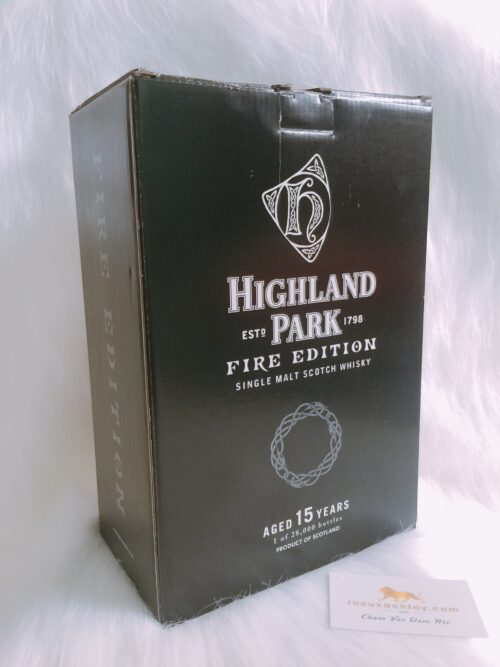 FIRE EDITION
H
HIGHLAND
ESTD PARK 1798
FIRE EDITION
SINGLE MALT SCOTCH WHISKY
AGED 15 YEARS
1 of 28,000 bottles
PRODUCT OF SCOTLAND
ruouxachtay.com
Chạm Vào Đam Mê